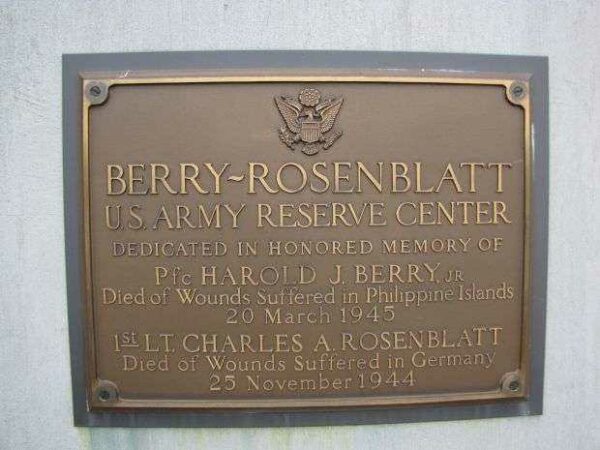 BERRY~ROSENBLATT
U.S. ARMY RESERVE CENTER
DEDICATED IN HONORED MEMORY OF
Pfc HAROLD J. BERRY, JR
Died of Wounds Suffered in Philippine Islands
20 March 1945
1st LT. CHARLES A. ROSENBLATT
Died of Wounds Suffered in Germany
25 November 1944